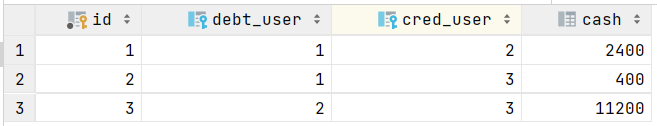 id debt_user cred_user cash
1 1 1 2 2400
2 2 1 3 400
3 3 2 3 11200